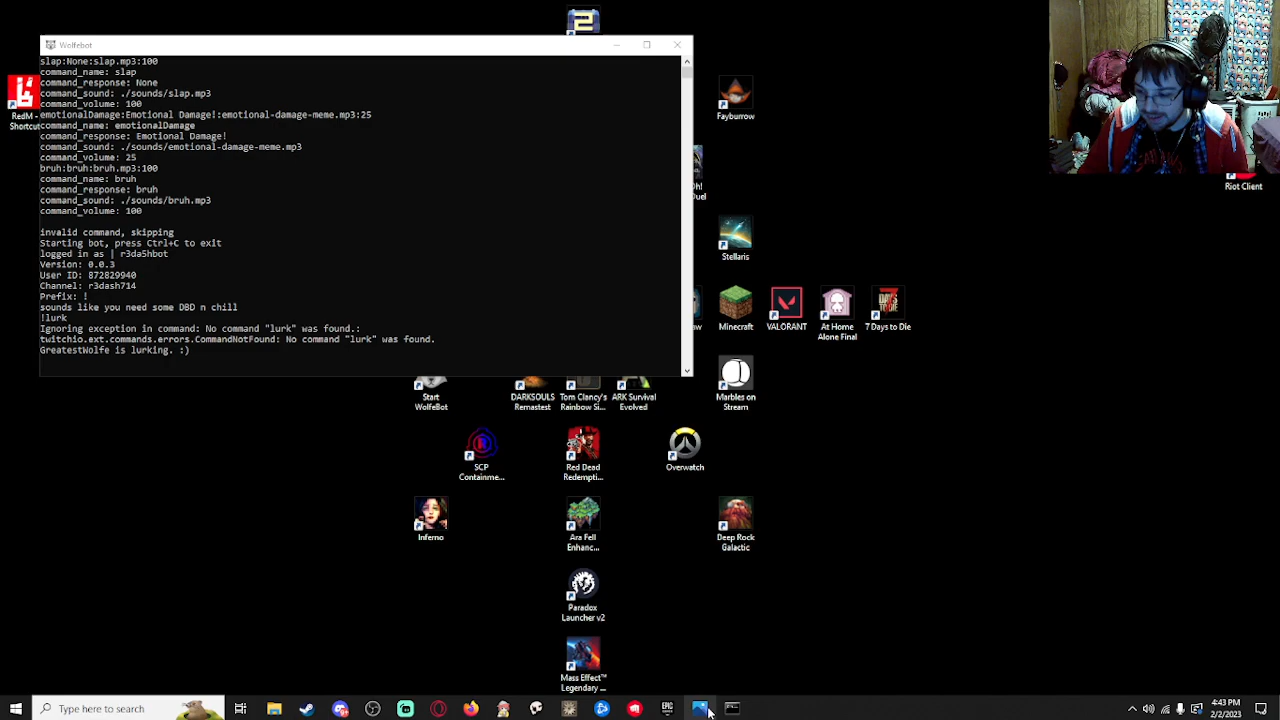 Wolfebot
slap:None:slap.mp3:100
command_name: slap
command_response: None
command_sound: ./sounds/slap.mp3
command_volume: 100
emotionalDamage:Emotional Damage!:emotional-damage-meme.mp3:25
command_name: emotionalDamage
command_response: Emotional Damage!
command_sound: ./sounds/emotional-damage-meme.mp3
command_volume: 25
bruh:bruh:bruh.mp3:100
command_name: bruh
command_response: bruh
command_sound: ./sounds/bruh.mp3
command_volume: 100
invalid command, skipping
Starting bot, press Ctrl+C to exit
logged in as | r3da5hbot
Version: 0.0.3
User ID: 872829940
Channel: r3dash714
Prefix: !
sounds like you need some DBD n chill
!lurk
Ignoring exception in command: No command "lurk" was found.:
twitchio.ext.commands.errors.CommandNotFound: No command "lurk" was found.
GreatestWolfe is lurking. :)
RedM -
Shortcut
Fayburrow
Riot Client
Oh!
Duel
Stellaris
aw
Minecraft
VALORANT
At Home
Alone Final
7 Days to Die
Start
WolfeBot
DARKSOULS
Remastest
Tom Clancy's
Rainbow Si...
ARK Survival
Evolved
Marbles on
Stream
SCP
Containme...
Red Dead
Redempti...
Overwatch
Inferno
Ara Fell
Enhanc...
Deep Rock
Galactic
Paradox
Launcher v2
Mass Effect™
Legendary ...
Type here to search
EPIC
4:43 PM
2/2/2023